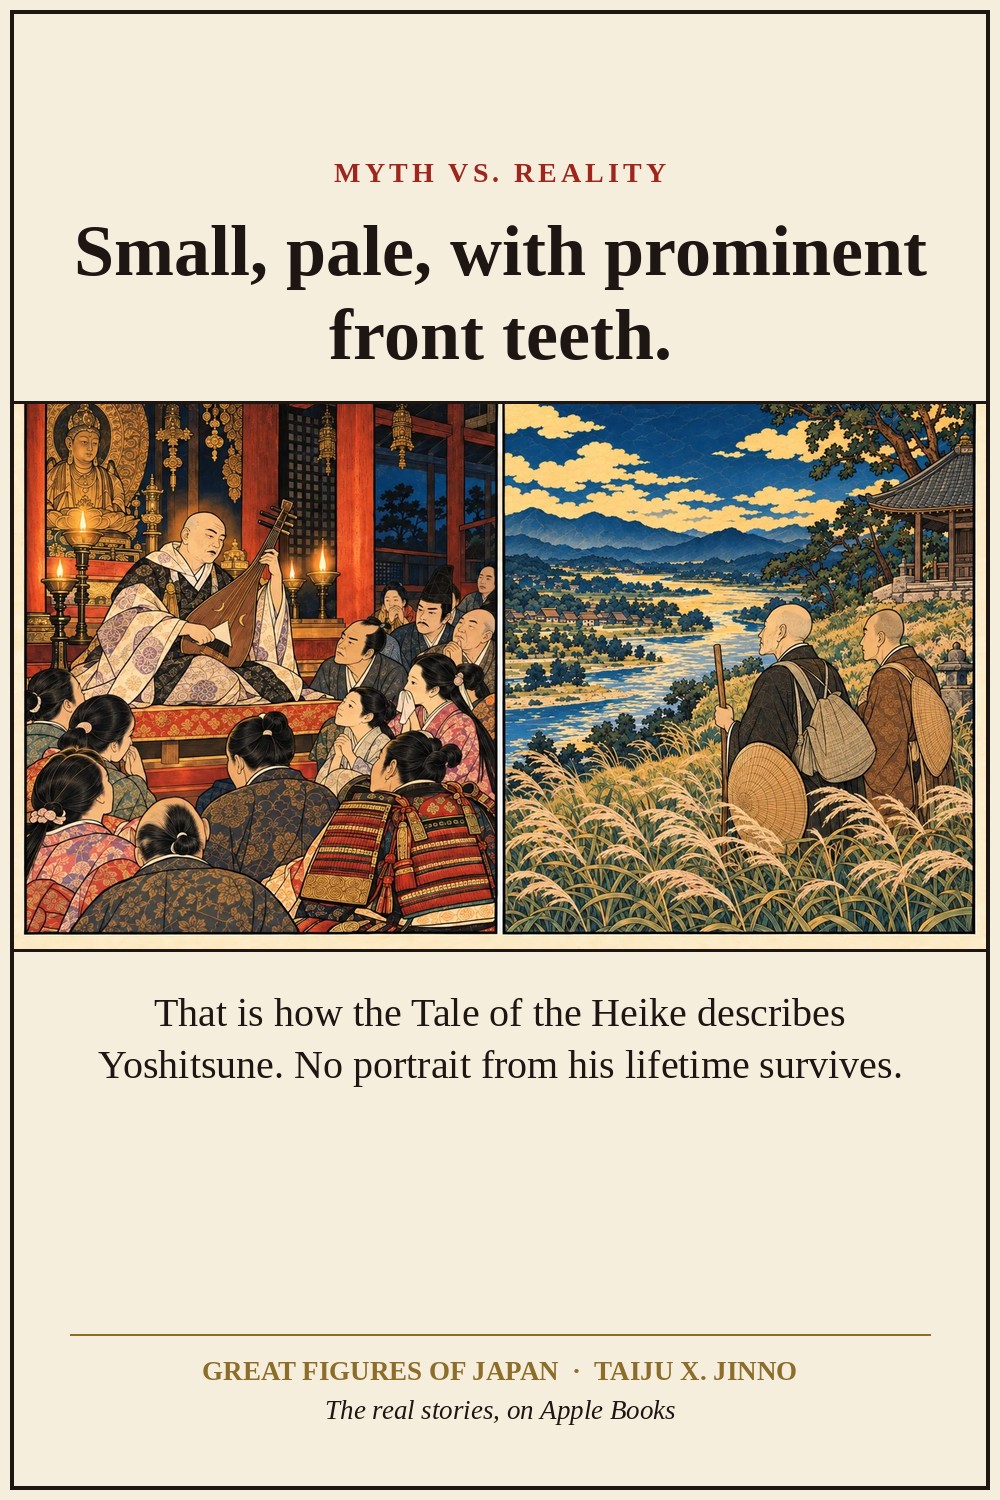 MYTH VS. REALITY
Small, pale, with prominent
front teeth.
That is how the Tale of the Heike describes
Yoshitsune. No portrait from his lifetime survives.
GREAT FIGURES OF JAPAN · TAIJU X. JINNO
The real stories, on Apple Books